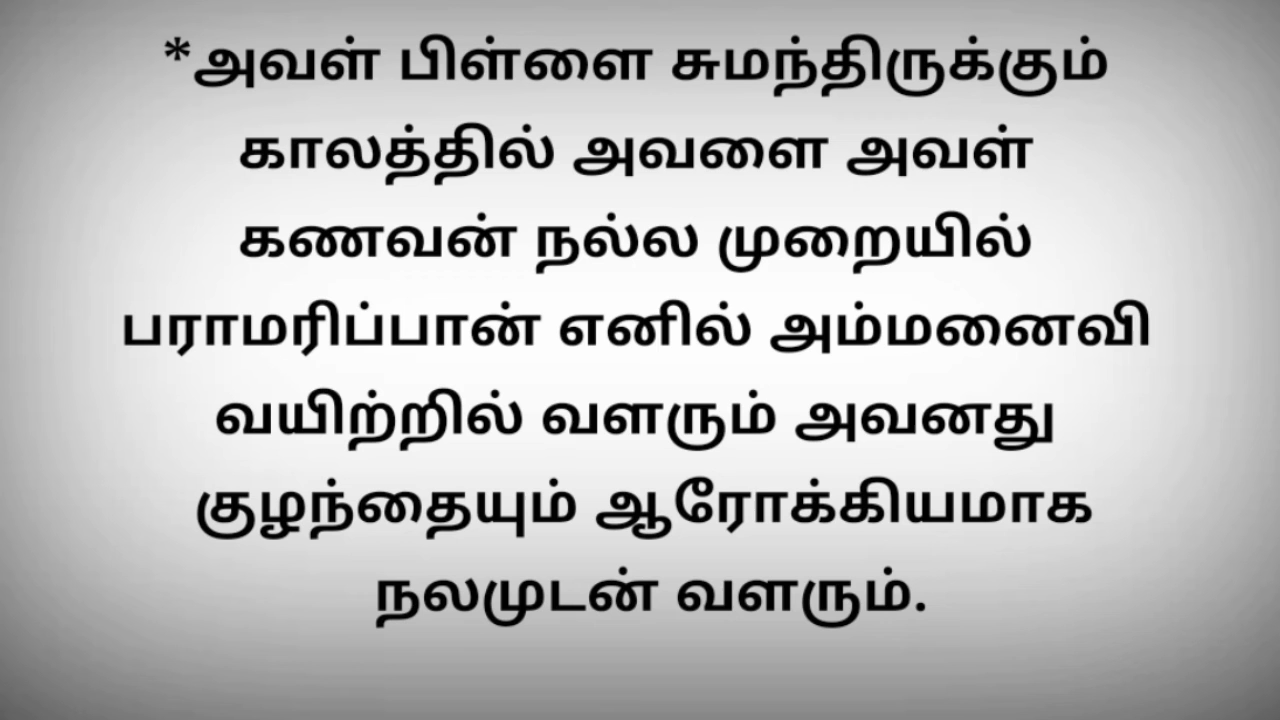 *அவள் பிள்ளை சுமந்திருக்கும்
காலத்தில் அவளை அவள்
கணவன் நல்ல முறையில்
பராமரிப்பான் எனில் அம்மனைவி
வயிற்றில் வளரும் அவனது
குழந்தையும் ஆரோக்கியமாக
நலமுடன் வளரும்.